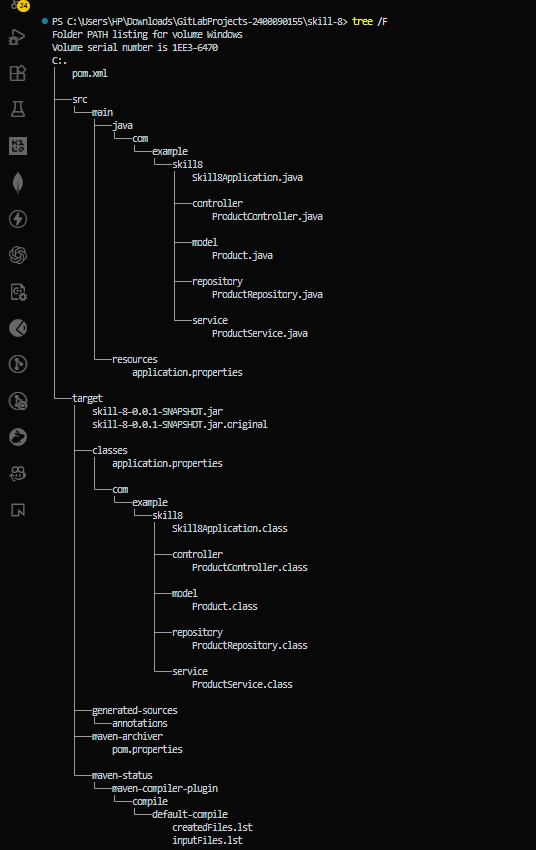 24
PS C:\Users\HP\Downloads\GitLabProjects-2400090155\skill-8> tree /F
Folder PATH listing for volume Windows
Volume serial number is 1EE3-6470
C:.
pom.xml
src
main
java
com
example
skill8
Skill8Application.java
controller
ProductController.java
model
Product.java
repository
ProductRepository.java
service
ProductService.java
resources
application.properties
target
skill-8-0.0.1-SNAPSHOT.jar
skill-8-0.0.1-SNAPSHOT.jar.original
classes
application.properties
com
example
skill8
Skill8Application.class
controller
ProductController.class
model
Product.class
repository
ProductRepository.class
service
ProductService.class
generated-sources
annotations
maven-archiver
pom.properties
maven-status
maven-compiler-plugin
compile
default-compile
createdFiles.lst
inputFiles.lst